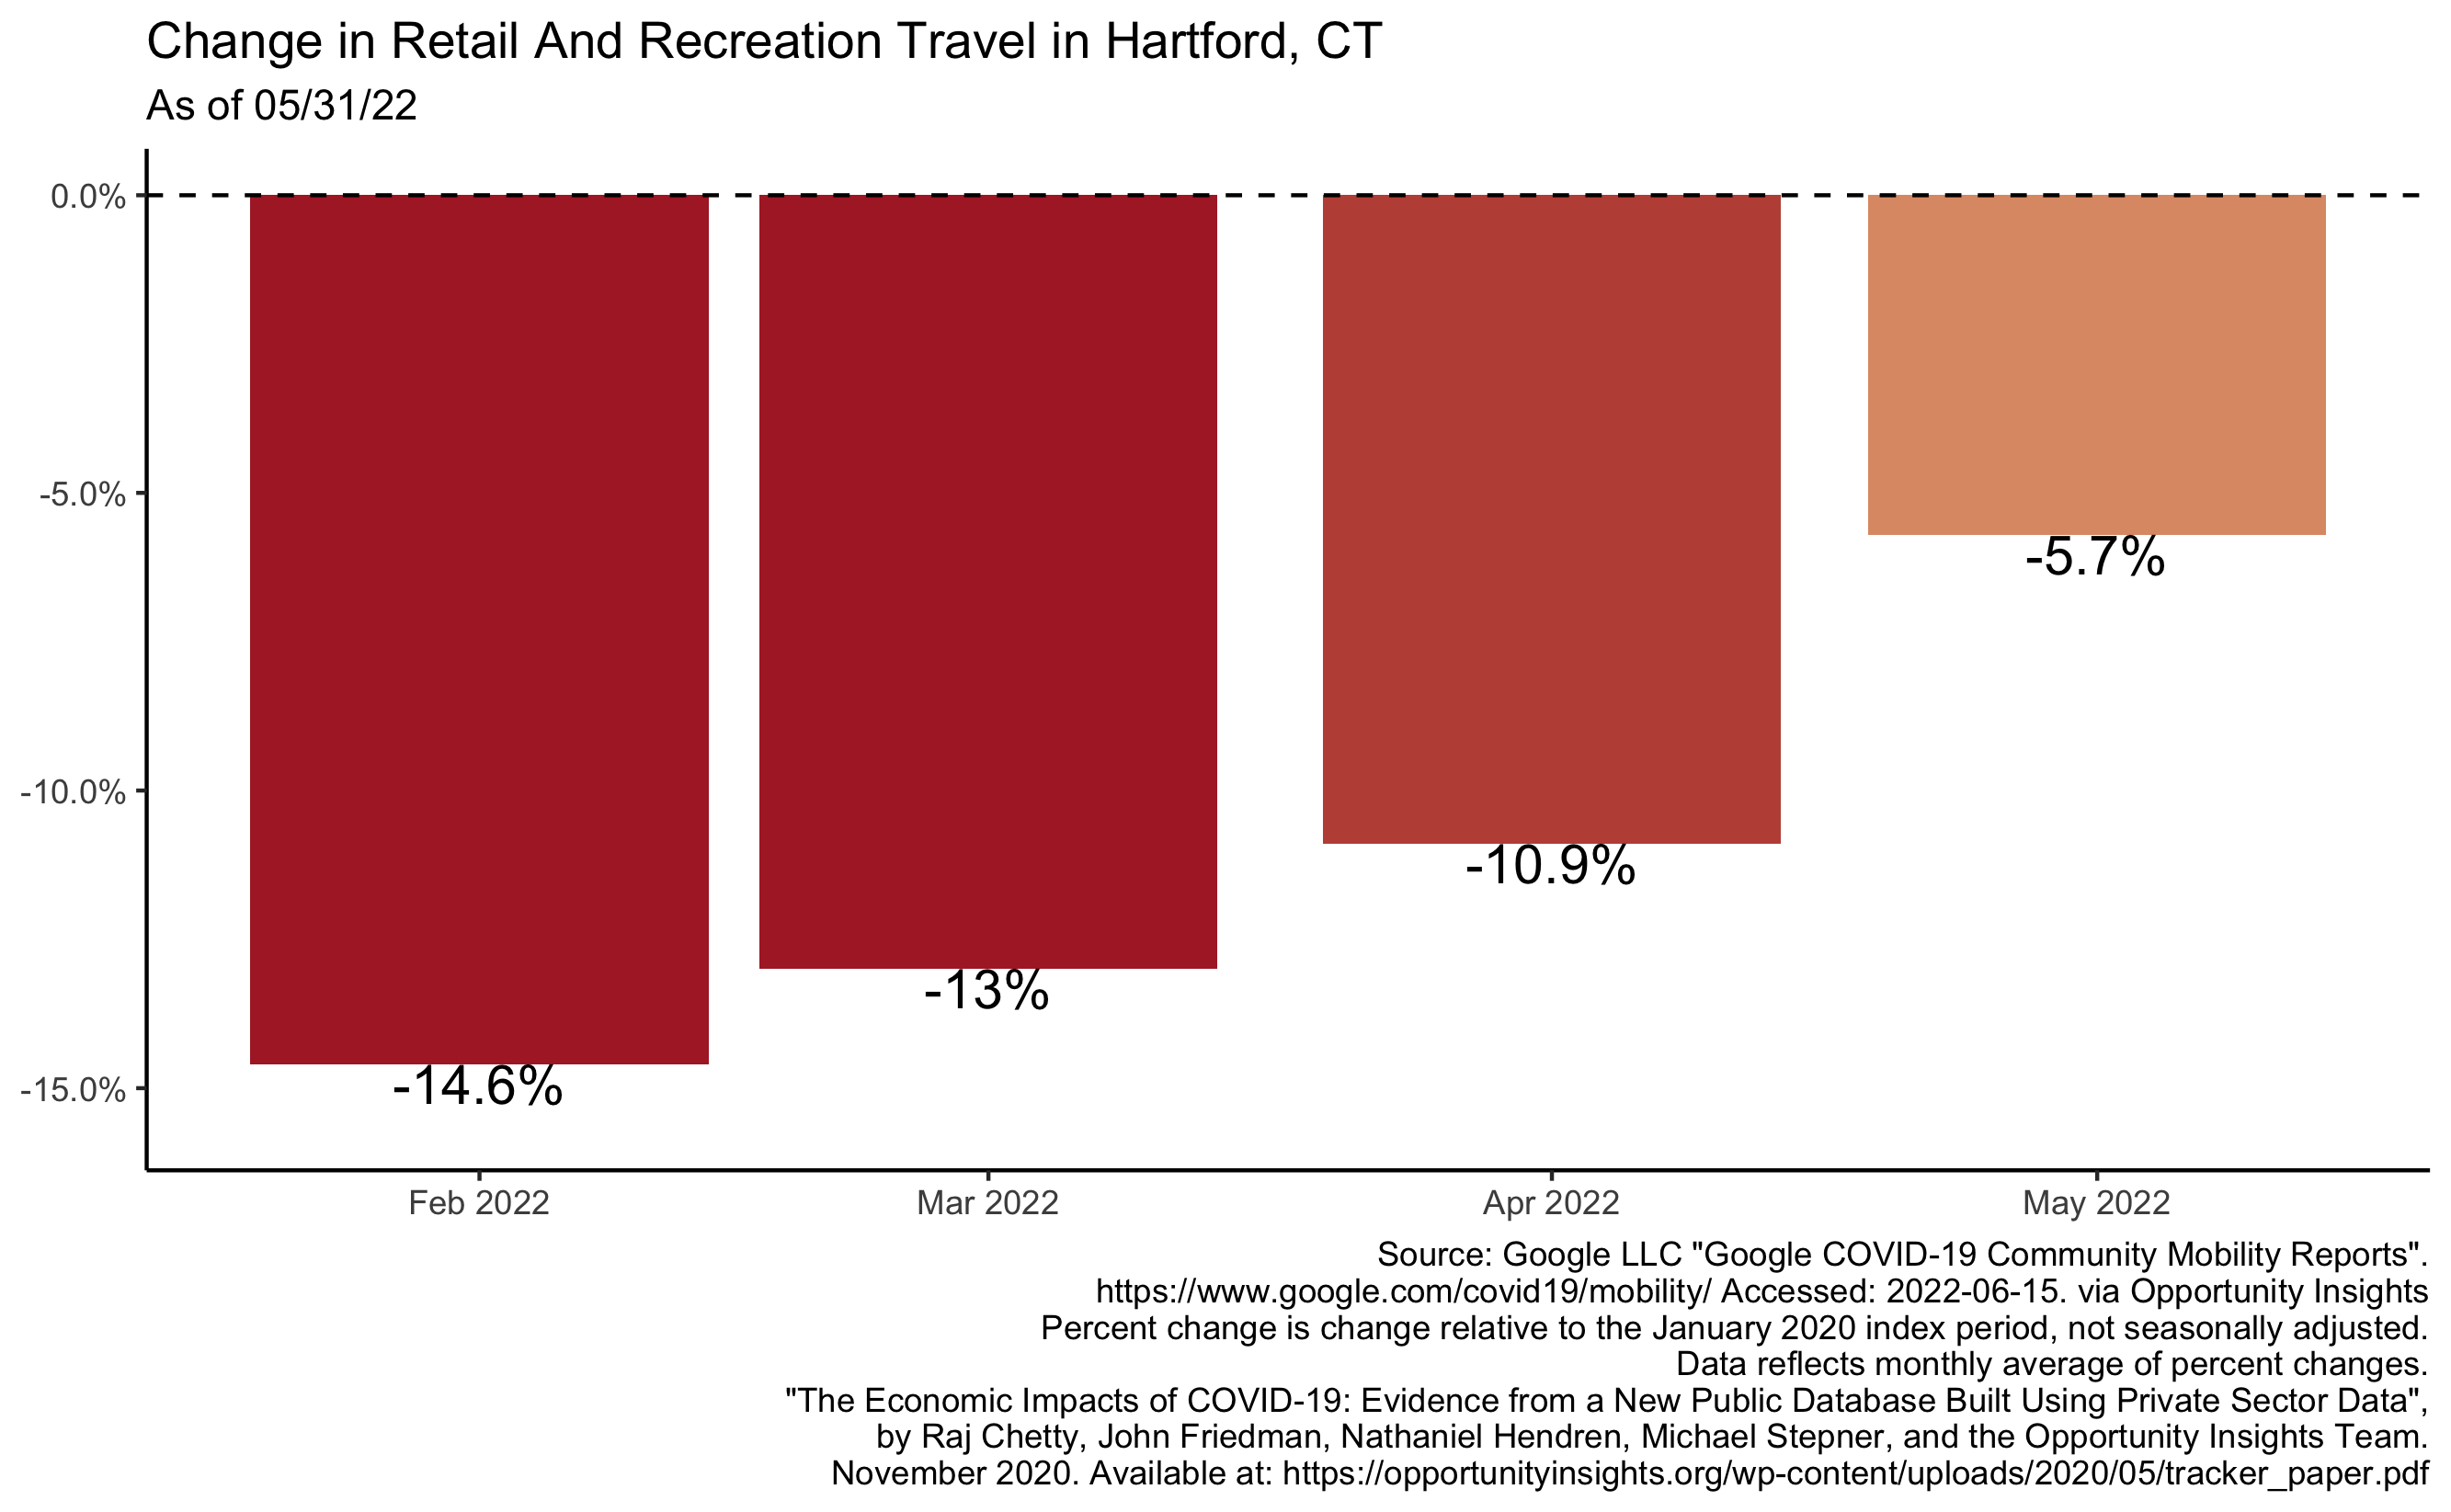 Change in Retail And Recreation Travel in Hartford, CT
As of 05/31/22
0.0%
-5.0%
-10.0%
-15.0%
-14.6%
-13%
-10.9%
-5.7%
Feb 2022
Mar 2022
Apr 2022
May 2022
Source: Google LLC "Google COVID-19 Community Mobility Reports".
https://www.google.com/covid19/mobility/ Accessed: 2022-06-15. via Opportunity Insights
Percent change is change relative to the January 2020 index period, not seasonally adjusted.
Data reflects monthly average of percent changes.
"The Economic Impacts of COVID-19: Evidence from a New Public Database Built Using Private Sector Data",
by Raj Chetty, John Friedman, Nathaniel Hendren, Michael Stepner, and the Opportunity Insights Team.
November 2020. Available at: https://opportunityinsights.org/wp-content/uploads/2020/05/tracker_paper.pdf